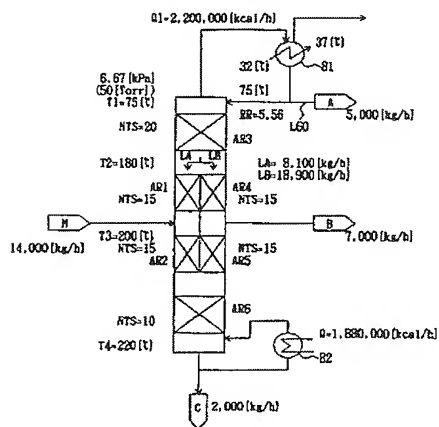 Q1=2,200,000[kcal/h]
37[℃]
32[℃]
81
6.67[kPa]
(50[Torr])
T1=75[℃]
75[℃]
RR=5.56
A
5,000[kg/h]
L60
NTS=20
AR3
LA LB
T2=180[℃]
LA= 8,100[kg/h]
LB=18,900[kg/h]
AR1
AR4
NTS=15
NTS=15
M
B
14,000[kg/h]
7,000[kg/h]
T3=200[℃]
NTS=15
NTS=15
AR2
AR5
AR6
NTS=10
Q=1,880,000[kcal/h]
T4=220[℃]
82
C
2,000[kg/h]